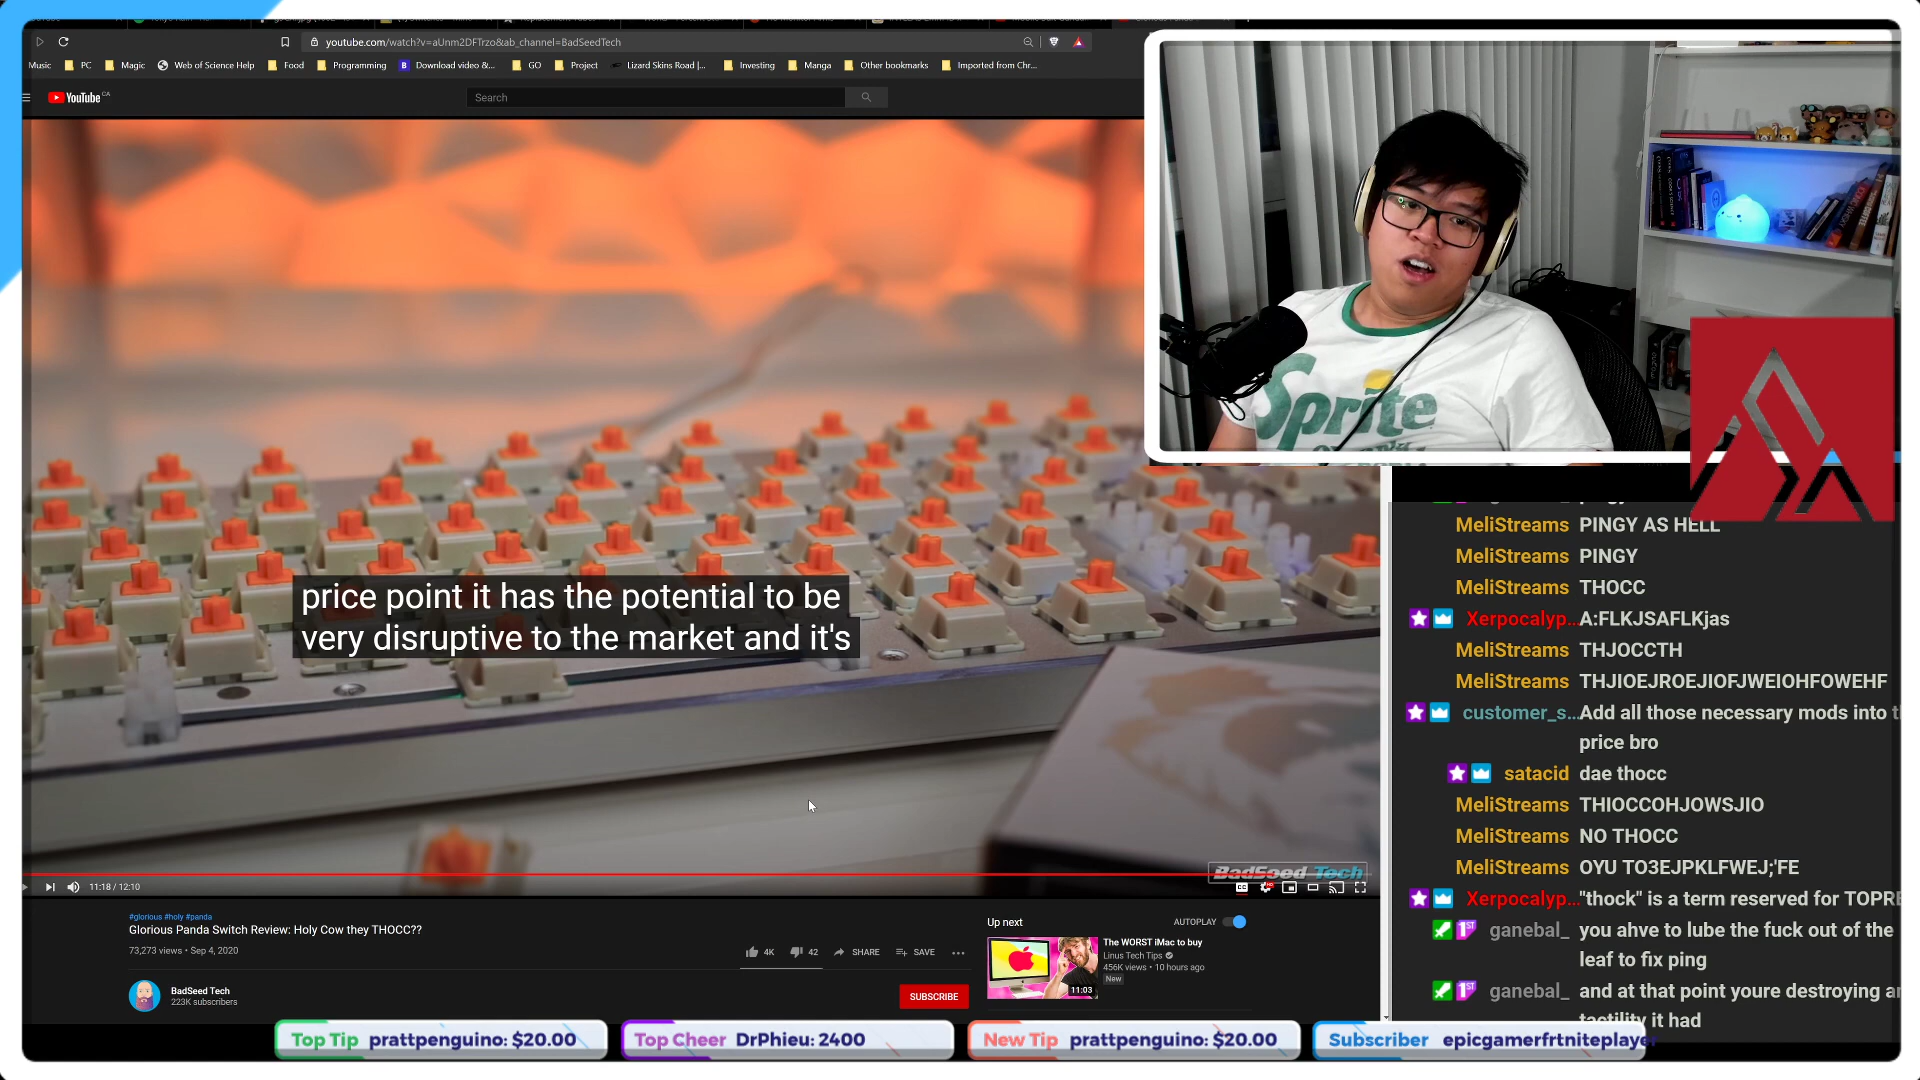 youtube.com/watch?v=aUnm2DFTrzo&ab_channel=BadSeedTech
Music PC Magic Web of Science Help Food Programming Download video &... GO Project Lizard Skins Road |... Investing Manga Other bookmarks Imported from Chr...
YouTube CA
Search
Sprite
price point it has the potential to be
very disruptive to the market and it's
BadSeed Tech
11:18 / 12:10
#glorious #holy #panda
Glorious Panda Switch Review: Holy Cow they THOCC??
73,273 views • Sep 4, 2020
4K 42 SHARE SAVE
BadSeed Tech
223K subscribers
SUBSCRIBE
Up next
AUTOPLAY
The WORST iMac to buy
Linus Tech Tips
456K views • 10 hours ago
New
11:03
MeliStreams PINGY AS HELL
MeliStreams PINGY
MeliStreams THOCC
Xerpocalyp... A:FLKJSAFLKjas
MeliStreams THJOCCTH
MeliStreams THJIOEJROEJIOFJWEIOHFOWEHF
customer_s... Add all those necessary mods into
price bro
satacid dae thocc
MeliStreams THIOCCOHJOWSJIO
MeliStreams NO THOCC
MeliStreams OYU TO3EJPKLFWEJ;'FE
Xerpocalyp... "thock" is a term reserved for TOPRE
ganebal_ you ahve to lube the fuck out of the
leaf to fix ping
ganebal_ and at that point youre destroying
tactility it had
Top Tip prattpenguino: $20.00
Top Cheer DrPhieu: 2400
New Tip prattpenguino: $20.00
Subscriber epicgamerfrtniteplayer